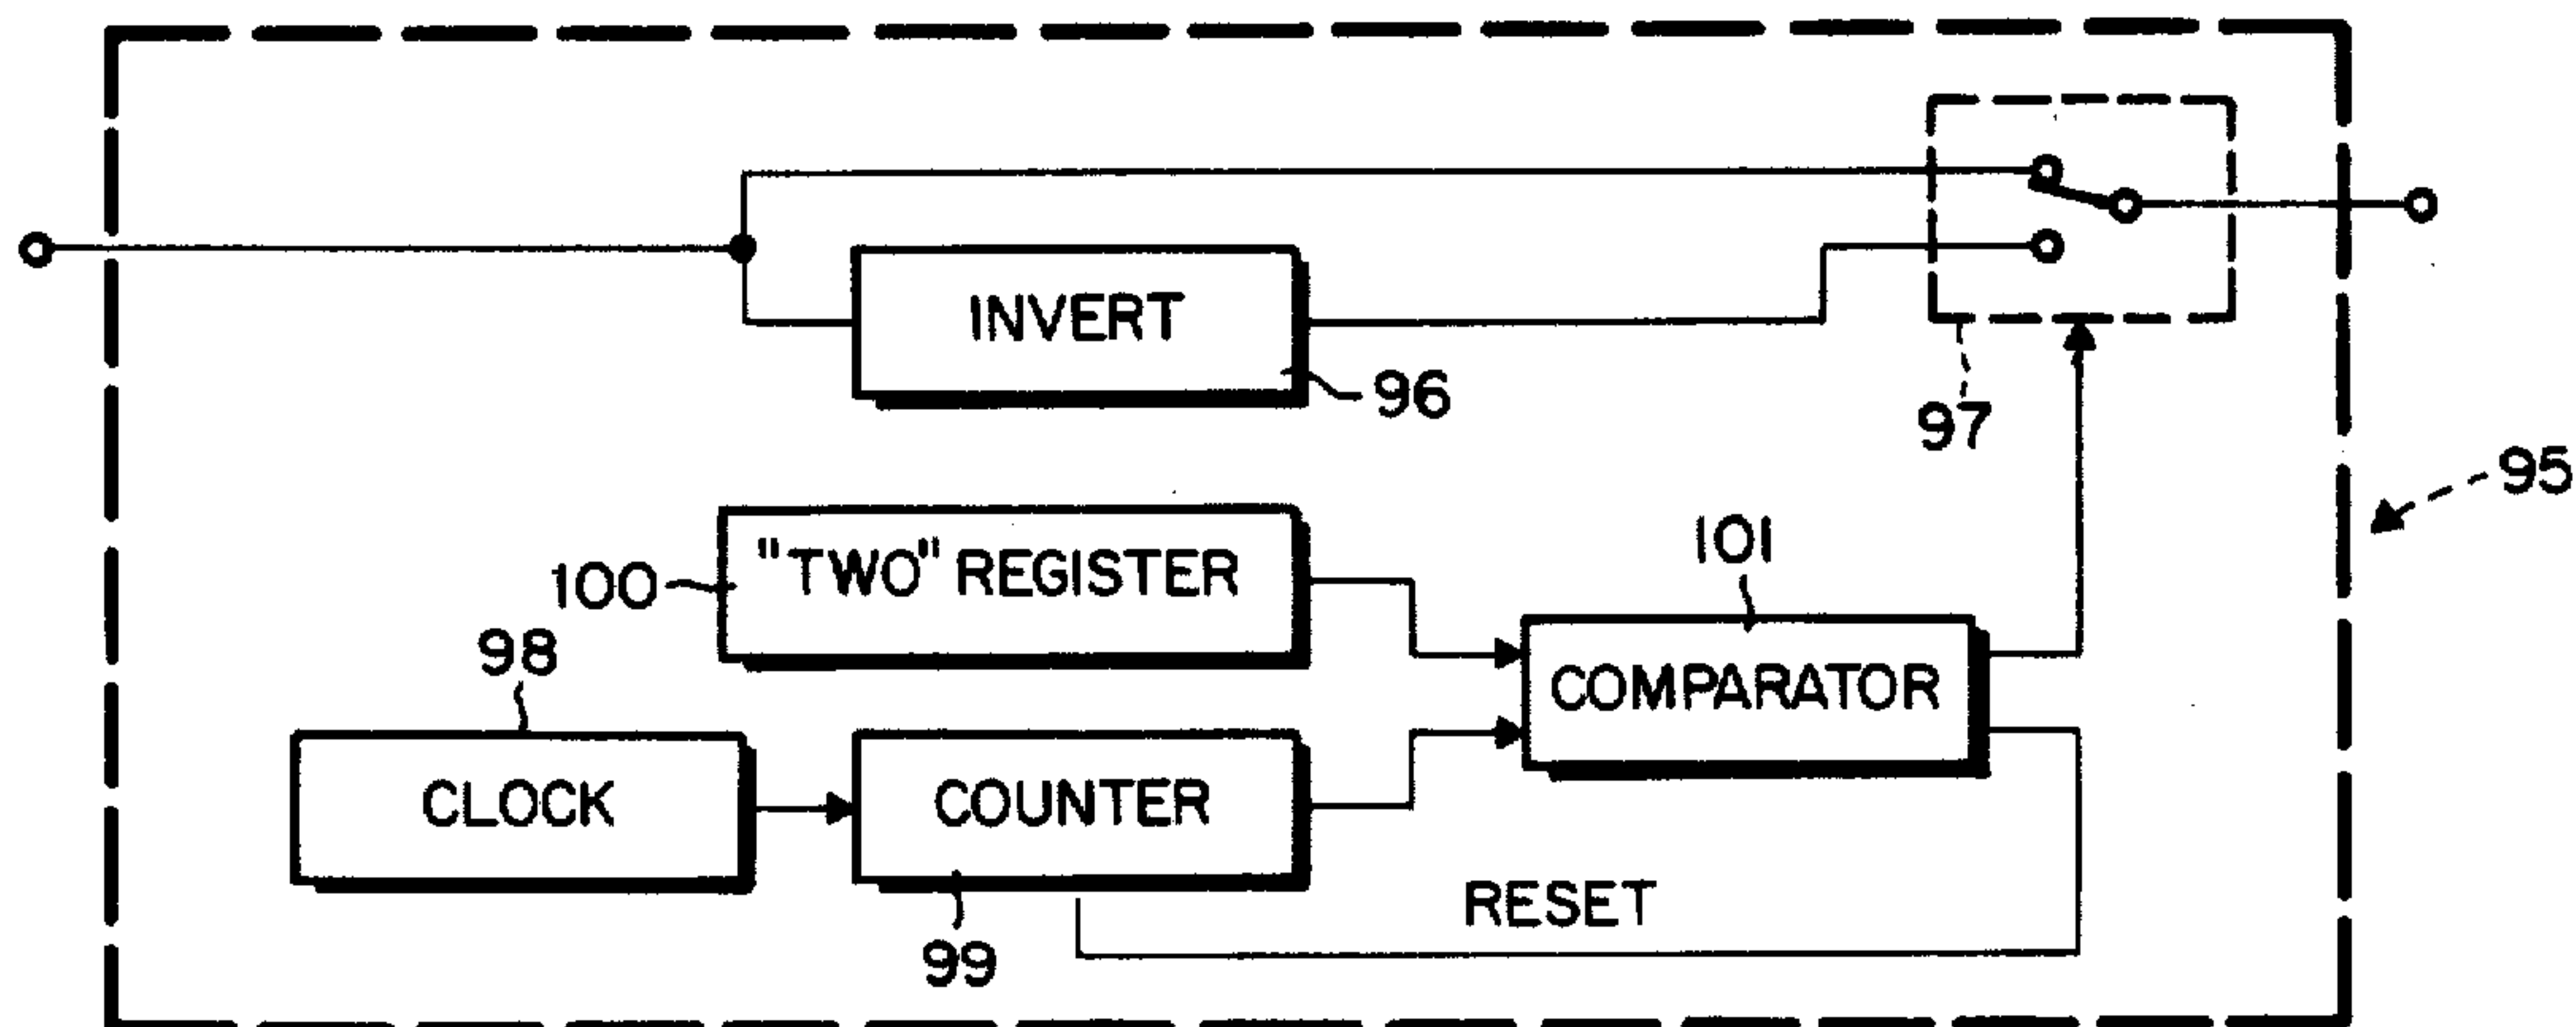 INVERT
96
97
95
"TWO" REGISTER
100
101
98
COMPARATOR
CLOCK
COUNTER
RESET
99